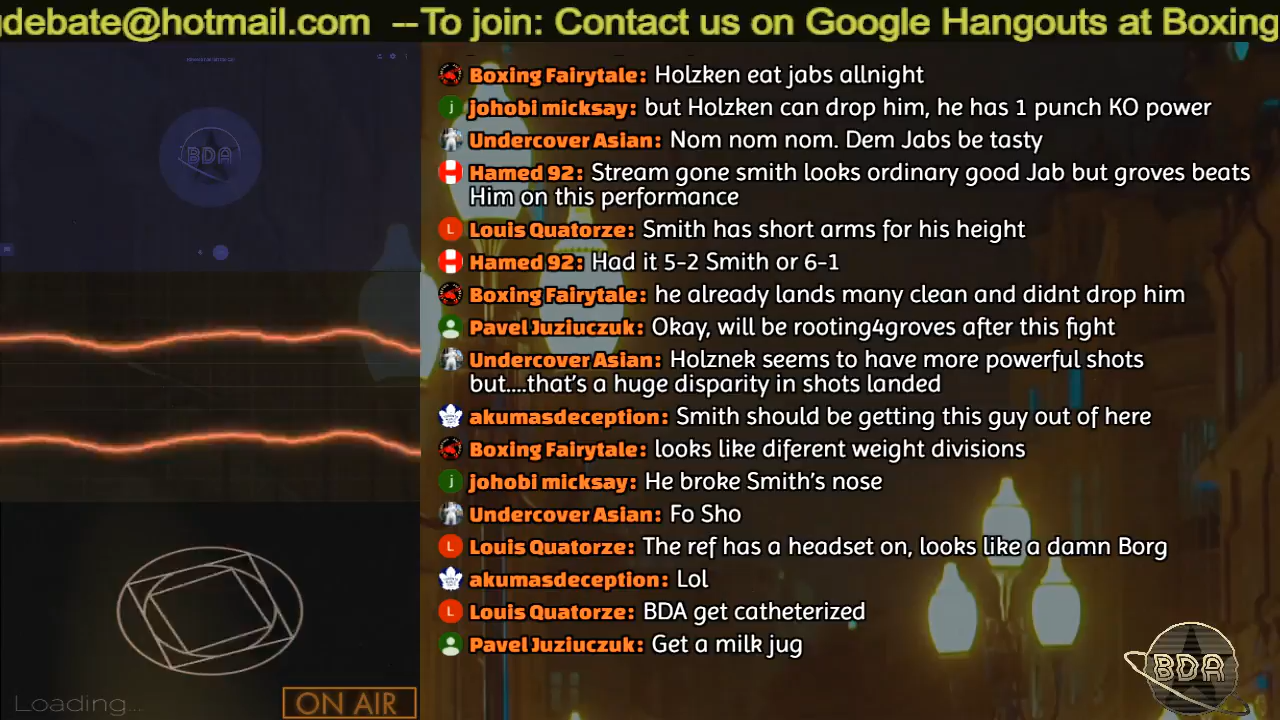 gdebate@hotmail.com --To join: Contact us on Google Hangouts at Boxing
BDA
Boxing Fairytale: Holzken eat jabs allnight
j johobi micksay: but Holzken can drop him, he has 1 punch KO power
Undercover Asian: Nom nom nom. Dem Jabs be tasty
Hamed 92: Stream gone smith looks ordinary good Jab but groves beats
Him on this performance
L Louis Quatorze: Smith has short arms for his height
Hamed 92: Had it 5-2 Smith or 6-1
Boxing Fairytale: he already lands many clean and didnt drop him
Pavel Juziuczuk: Okay, will be rooting4groves after this fight
Undercover Asian: Holznek seems to have more powerful shots
but....that's a huge disparity in shots landed
akumasdeception: Smith should be getting this guy out of here
Boxing Fairytale: looks like diferent weight divisions
j johobi micksay: He broke Smith's nose
Undercover Asian: Fo Sho
L Louis Quatorze: The ref has a headset on, looks like a damn Borg
akumasdeception: Lol
L Louis Quatorze: BDA get catheterized
Pavel Juziuczuk: Get a milk jug
Loading...
ON AIR
BDA